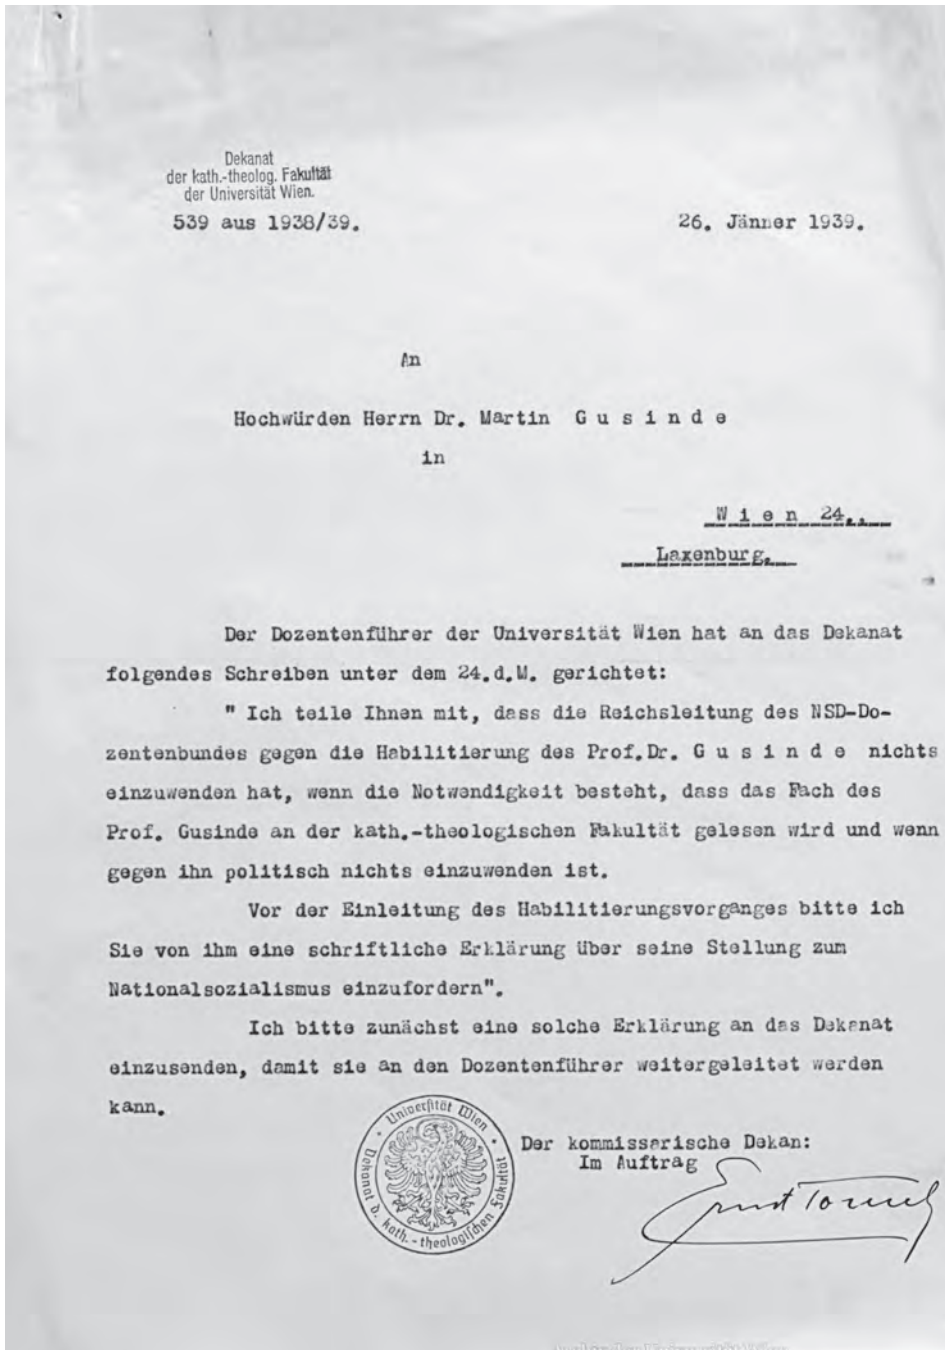 Dekanat
der kath.-theolog. Fakultät
der Universität Wien.
539 aus 1938/39.
26. Jänner 1939.
An
Hochwürden Herrn Dr. Martin G u s i n d e
in
W i e n 24.,
Laxenburg.
Der Dozentenführer der Universität Wien hat an das Dekanat
folgendes Schreiben unter dem 24.d.M. gerichtet:
" Ich teile Ihnen mit, dass die Reichsleitung des NSD-Do-
zentenbundes gegen die Habilitierung des Prof.Dr. G u s i n d e nichts
einzuwenden hat, wenn die Notwendigkeit besteht, dass das Fach des
Prof. Gusinde an der kath.-theologischen Fakultät gelesen wird und wenn
gegen ihn politisch nichts einzuwenden ist.
Vor der Einleitung des Habilitierungsvorganges bitte ich
Sie von ihm eine schriftliche Erklärung über seine Stellung zum
Nationalsozialismus einzufordern".
Ich bitte zunächst eine solche Erklärung an das Dekanat
einzusenden, damit sie an den Dozentenführer weitergeleitet werden
kann.
Universität Wien
Dekanat d. kath.-theologischen Fakultät
Der kommissarische Dekan:
Im Auftrag
Ernst